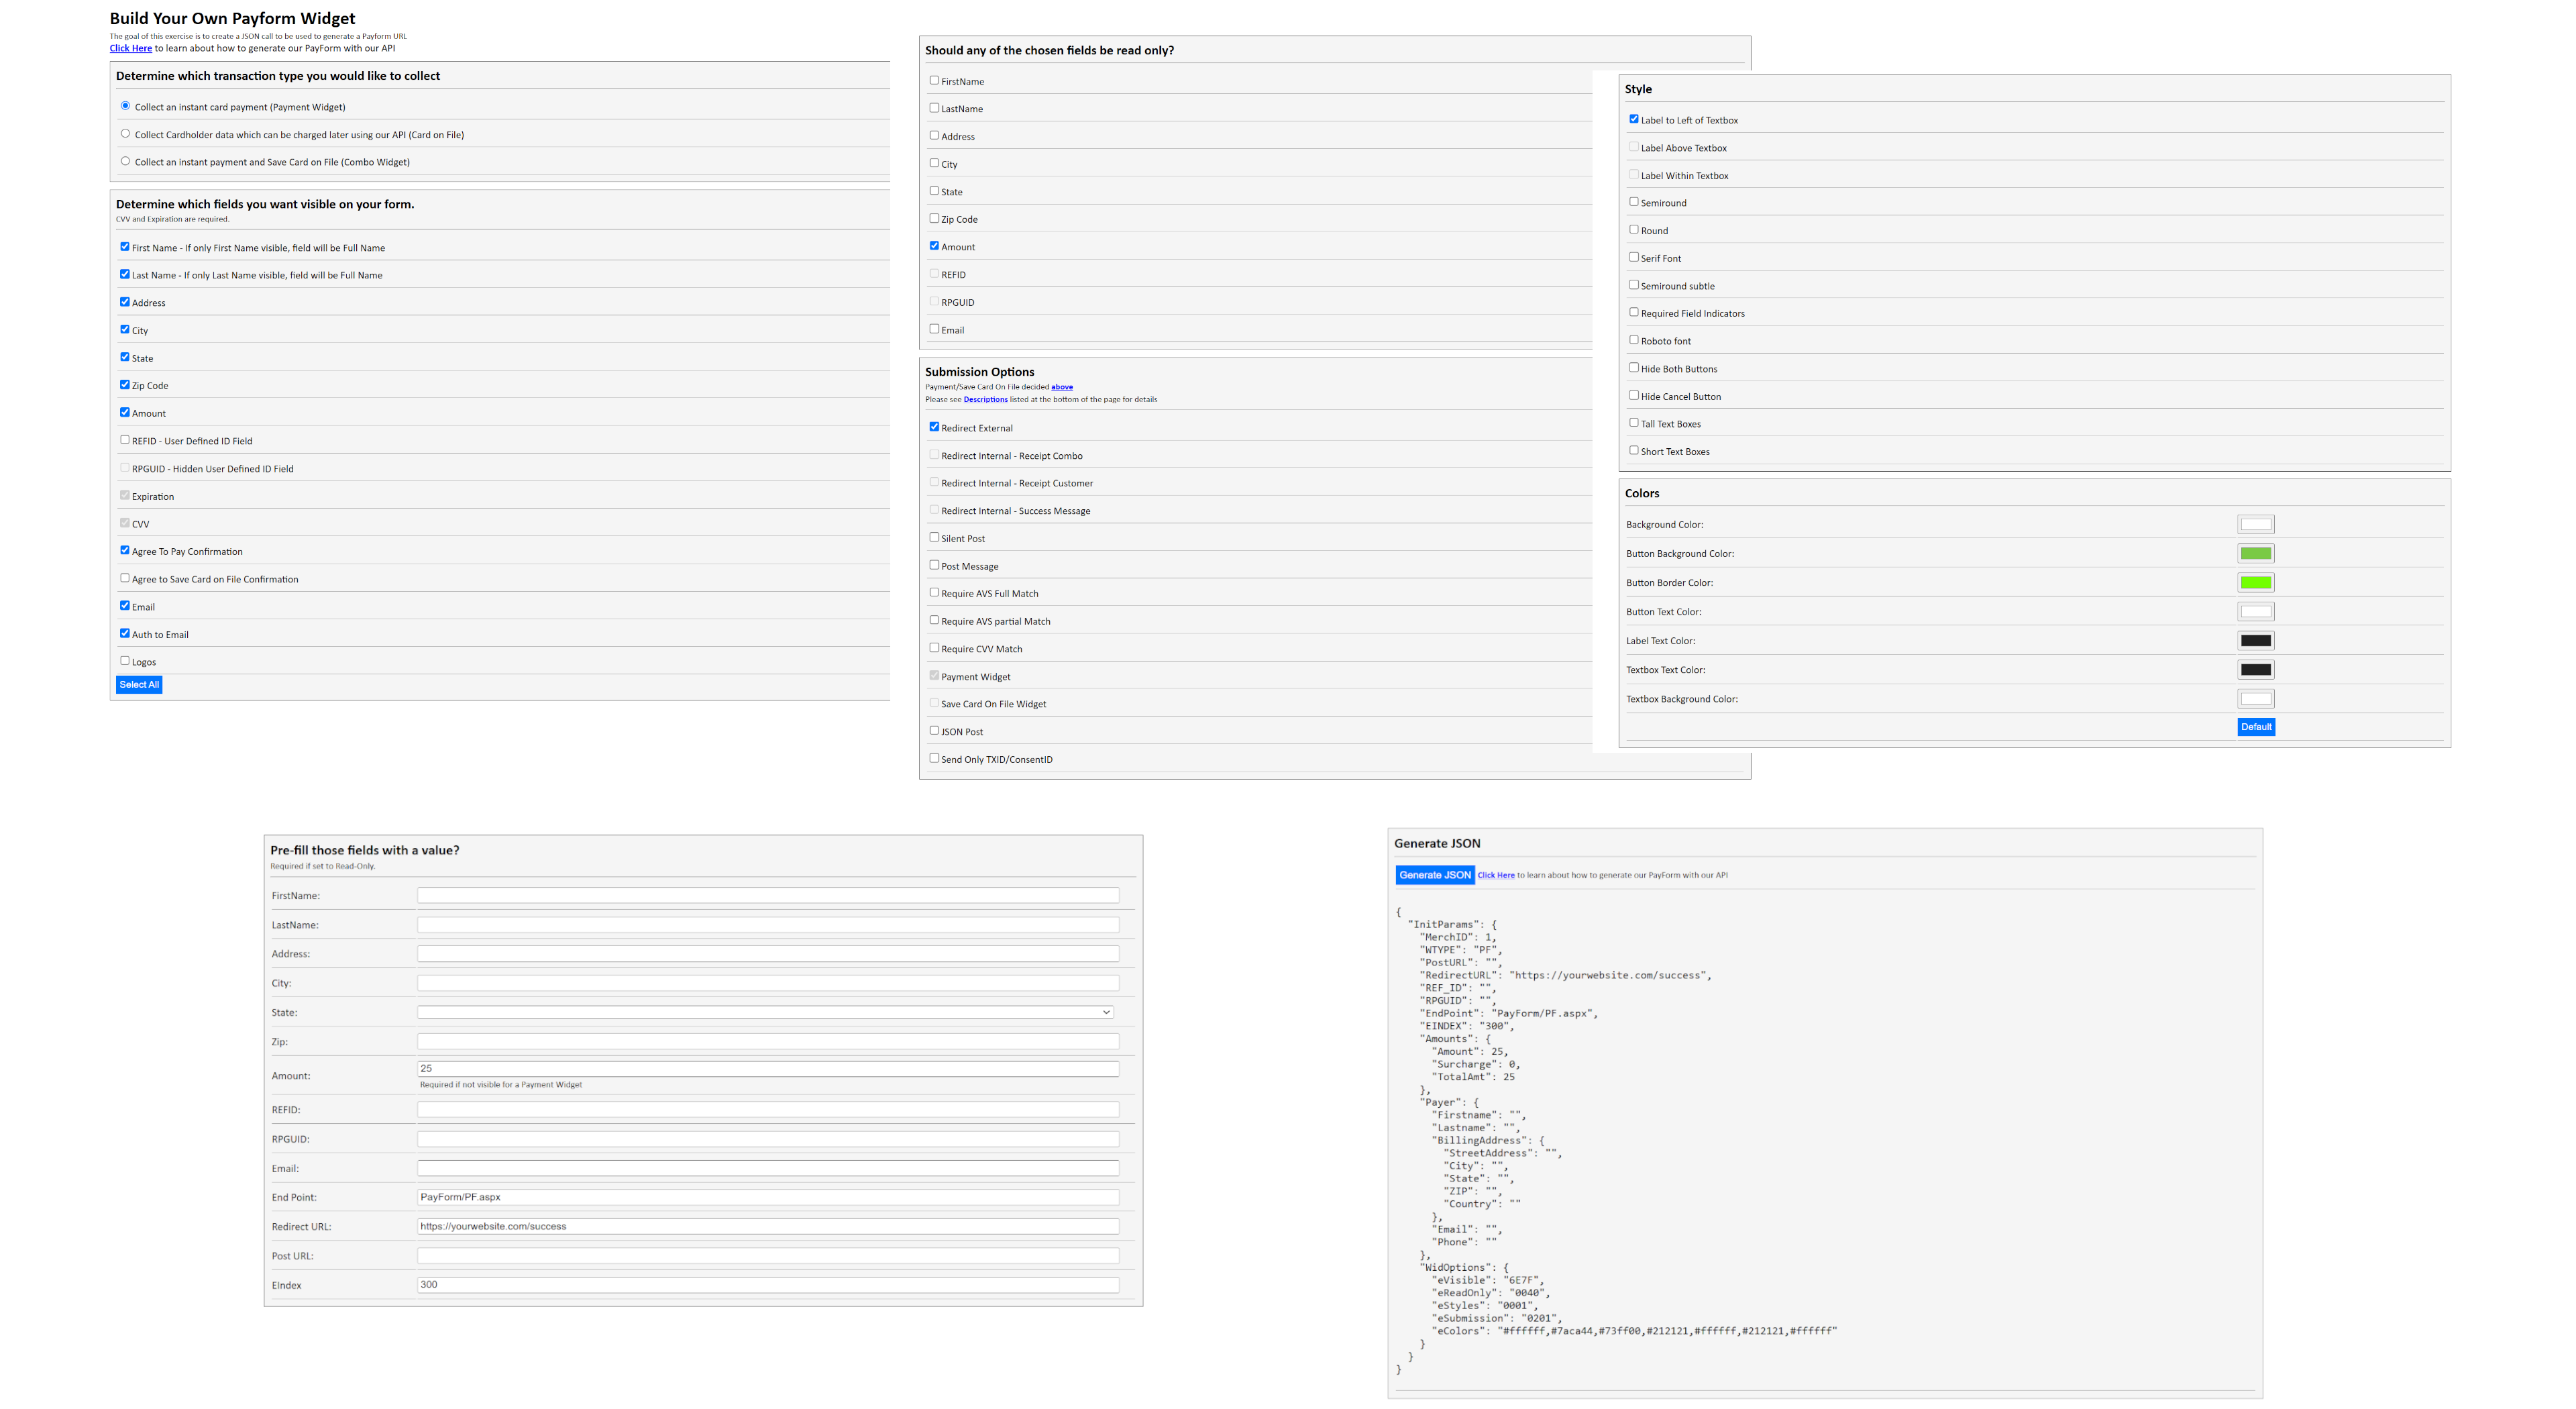 Build Your Own Payform Widget
The goal of this exercise is to create a JSON call to be used to generate a Payform URL
Click Here to learn about how to generate our PayForm with our API
Determine which transaction type you would like to collect
Collect an instant card payment (Payment Widget)
Collect Cardholder data which can be charged later using our API (Card on File)
Collect an instant payment and Save Card on File (Combo Widget)
Determine which fields you want visible on your form.
CVV and Expiration are required.
First Name - If only First Name visible, field will be Full Name
Last Name - If only Last Name visible, field will be Full Name
Address
City
State
Zip Code
Amount
REFID - User Defined ID Field
RPGUID - Hidden User Defined ID Field
Expiration
CVV
Agree To Pay Confirmation
Agree to Save Card on File Confirmation
Email
Auth to Email
Logos
Select All
Should any of the chosen fields be read only?
FirstName
LastName
Address
City
State
Zip Code
Amount
REFID
RPGUID
Email
Submission Options
Payment/Save Card On File decided above
Please see Descriptions listed at the bottom of the page for details
Redirect External
Redirect Internal - Receipt Combo
Redirect Internal - Receipt Customer
Redirect Internal - Success Message
Silent Post
Post Message
Require AVS Full Match
Require AVS partial Match
Require CVV Match
Payment Widget
Save Card On File Widget
JSON Post
Send Only TXID/ConsentID
Style
Label to Left of Textbox
Label Above Textbox
Label Within Textbox
Semiround
Round
Serif Font
Semiround subtle
Required Field Indicators
Roboto font
Hide Both Buttons
Hide Cancel Button
Tall Text Boxes
Short Text Boxes
Colors
Background Color:
Button Background Color:
Button Border Color:
Button Text Color:
Label Text Color:
Textbox Text Color:
Textbox Background Color:
Default
Pre-fill those fields with a value?
Required if set to Read-Only.
FirstName:
LastName:
Address:
City:
State:
Zip:
Amount: 25
Required if not visible for a Payment Widget
REFID:
RPGUID:
Email:
End Point: PayForm/PF.aspx
Redirect URL: https://yourwebsite.com/success
Post URL:
EIndex 300
Generate JSON
Generate JSON Click Here to learn about how to generate our PayForm with our API
{
"InitParams": {
"MerchID": 1,
"WTYPE": "PF",
"PostURL": "",
"RedirectURL": "https://yourwebsite.com/success",
"REF_ID": "",
"RPGUID": "",
"EndPoint": "PayForm/PF.aspx",
"EINDEX": "300",
"Amounts": {
"Amount": 25,
"Surcharge": 0,
"TotalAmt": 25
},
"Payer": {
"Firstname": "",
"Lastname": "",
"BillingAddress": {
"StreetAddress": "",
"City": "",
"State": "",
"ZIP": "",
"Country": ""
},
"Email": "",
"Phone": ""
},
"WidOptions": {
"eVisible": "6E7F",
"eReadOnly": "0040",
"eStyles": "0001",
"eSubmission": "0201",
"eColors": "#ffffff,#7aca44,#73ff00,#212121,#ffffff,#212121,#ffffff"
}
}
}